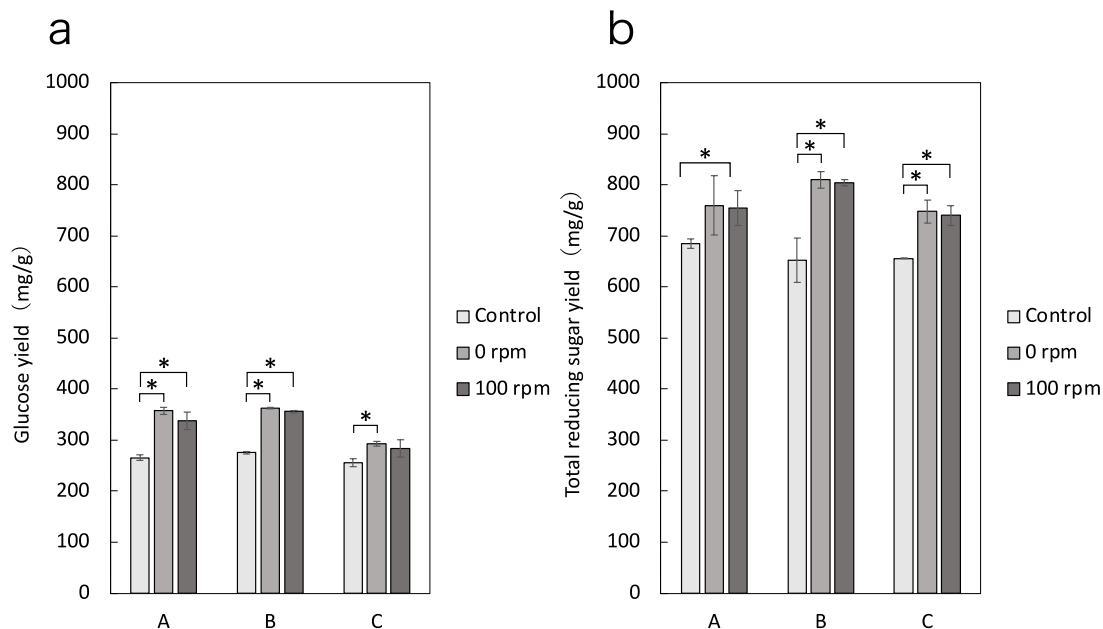 a
1000
900
800
700
600
500
400
300
200
100
0
Glucose yield（mg/g）
*
*
*
*
*
A
B
C
Control
0 rpm
100 rpm
b
1000
900
800
700
600
500
400
300
200
100
0
Total reducing sugar yield（mg/g）
*
*
*
*
*
A
B
C
Control
0 rpm
100 rpm